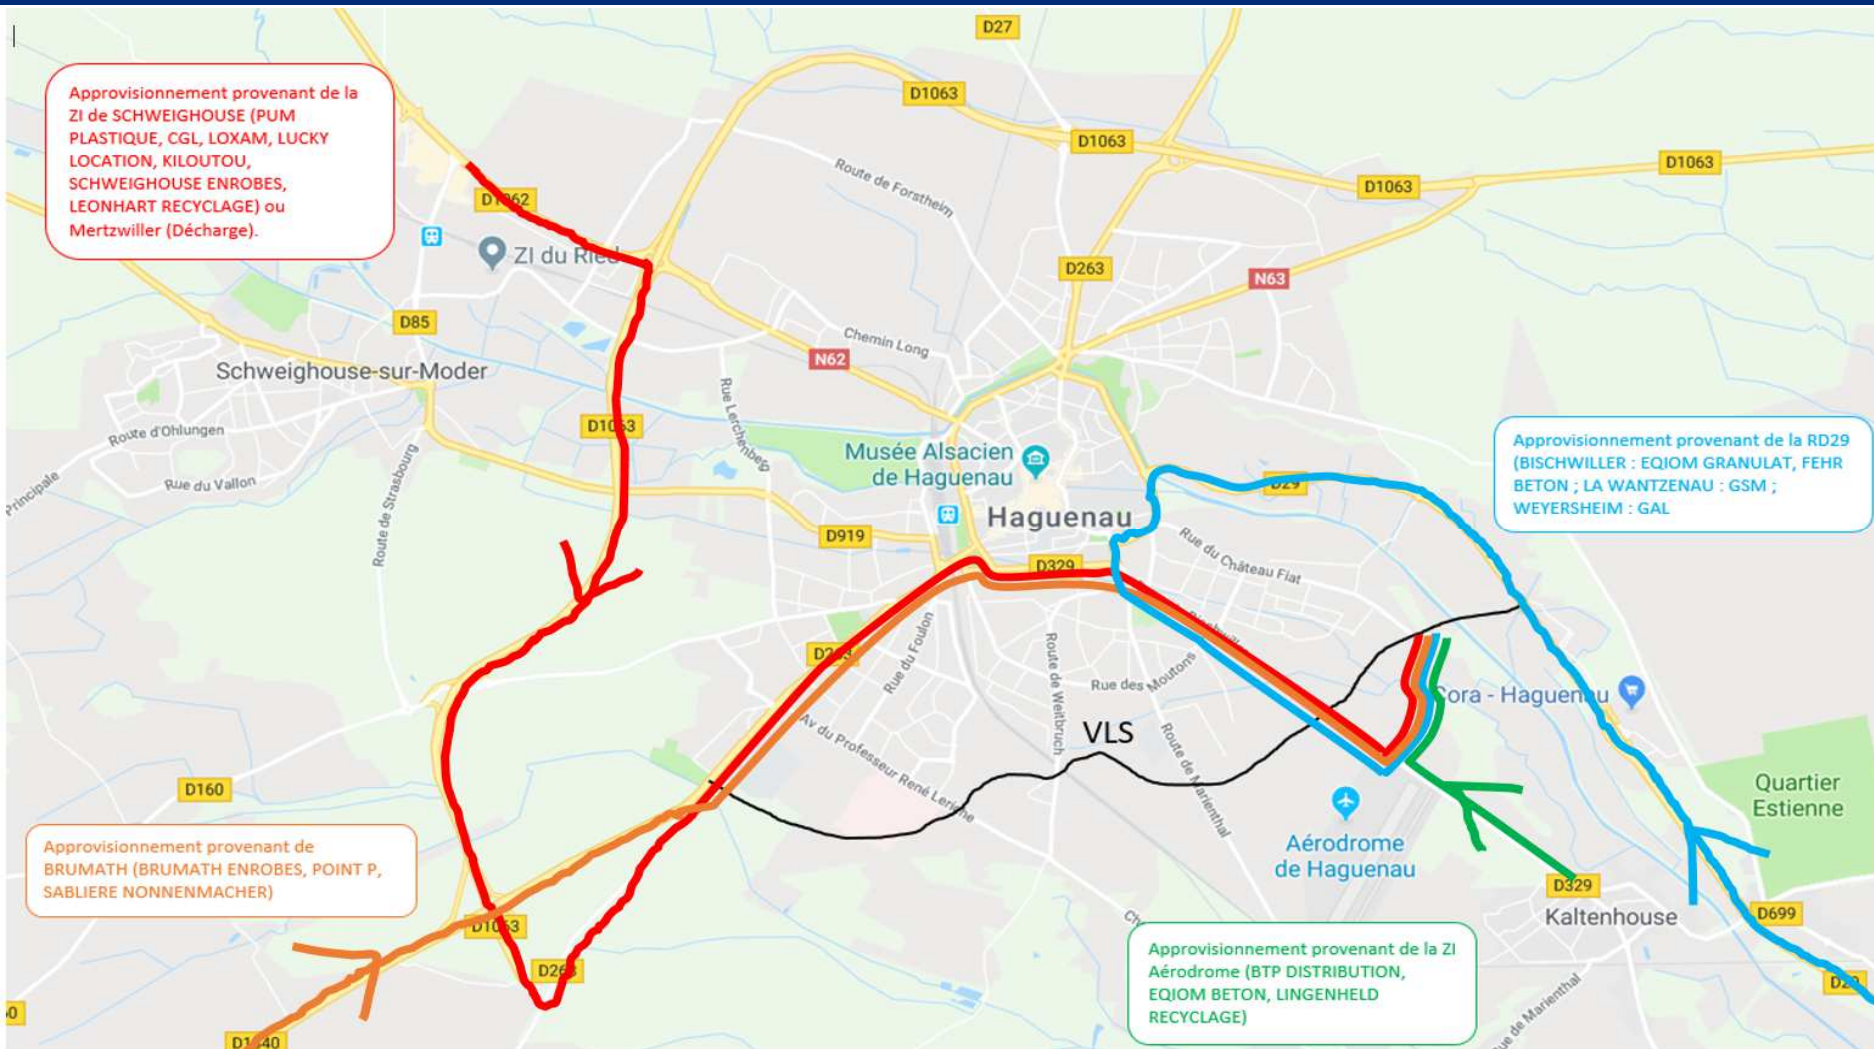 D27
Approvisionnement provenant de la
ZI de SCHWEIGHOUSE (PUM
PLASTIQUE, CGL, LOXAM, LUCKY
LOCATION, KILOUTOU,
SCHWEIGHOUSE ENROBES,
LEONHART RECYCLAGE) ou
Mertzwiller (Décharge).
D1063
D1063
D1063
D1063
Route de Forstheim
D1062
ZI du Ried
D263
N63
D85
Chemin Long
N62
Schweighouse-sur-Moder
Rue Lerchenberg
D1063
Route d'Ohlungen
Rue du Vallon
Principale
Route de Strasbourg
Musée Alsacien
de Haguenau
Haguenau
D29
Approvisionnement provenant de la RD29
(BISCHWILLER : EQIOM GRANULAT, FEHR
BETON ; LA WANTZENAU : GSM ;
WEYERSHEIM : GAL
D919
D329
Rue du Château Fiat
Rue du Foulon
D263
Route de Weitbruch
Rue des Moutons
Cora - Haguenau
VLS
Av du Professeur René Leriche
Route de Marienthal
D160
Quartier
Estienne
Aérodrome
de Haguenau
Approvisionnement provenant de
BRUMATH (BRUMATH ENROBES, POINT P,
SABLIERE NONNENMACHER)
D329
Kaltenhouse
D699
D1063
D263
Approvisionnement provenant de la ZI
Aérodrome (BTP DISTRIBUTION,
EQIOM BETON, LINGENHELD
RECYCLAGE)
D29
Rue de Marienthal
D1340